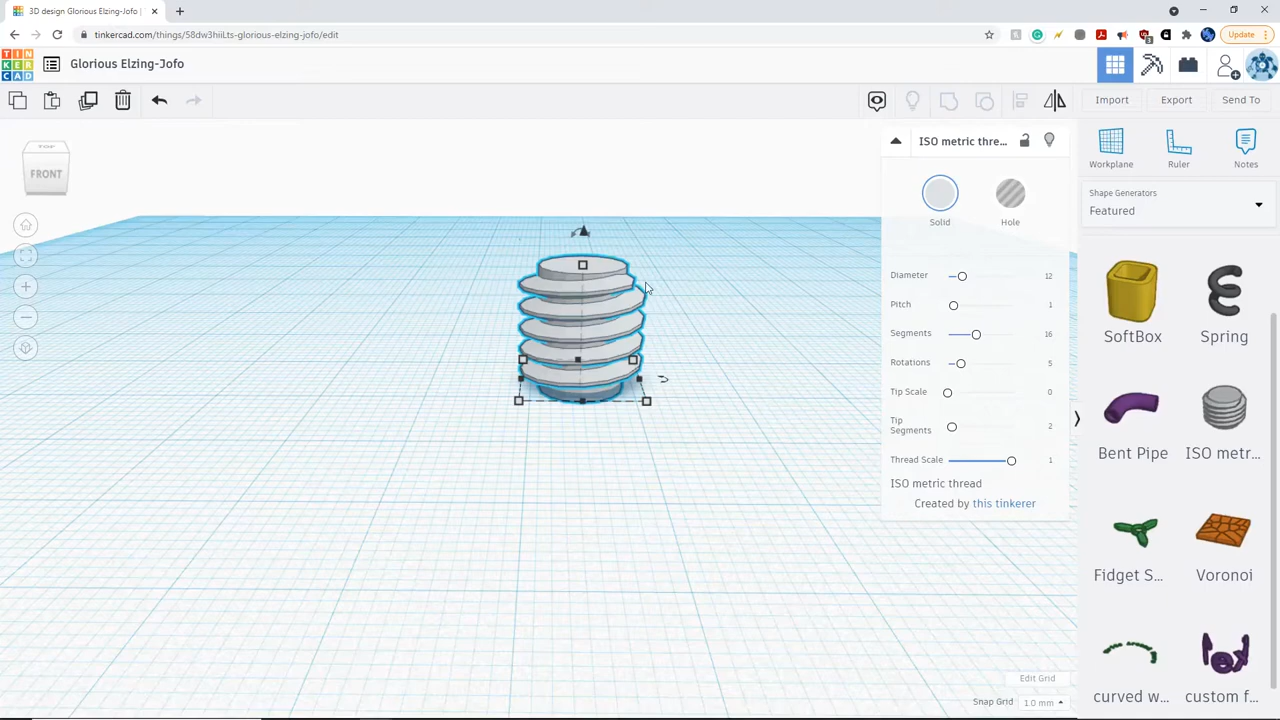 3D design Glorious Elzing-Jofo |
tinkercad.com/things/58dw3hiiLts-glorious-elzing-jofo/edit
Update
TIN
KER
CAD
Glorious Elzing-Jofo
Import
Export
Send To
TOP
FRONT
ISO metric thre...
Solid
Hole
Diameter 12
Pitch 1
Segments 16
Rotations 5
Tip Scale 0
Tip
Segments 2
Thread Scale 1
ISO metric thread
Created by this tinkerer
Workplane
Ruler
Notes
Shape Generators
Featured
SoftBox
Spring
Bent Pipe
ISO metr...
Fidget S...
Voronoi
curved w...
custom f...
Edit Grid
Snap Grid 1.0 mm